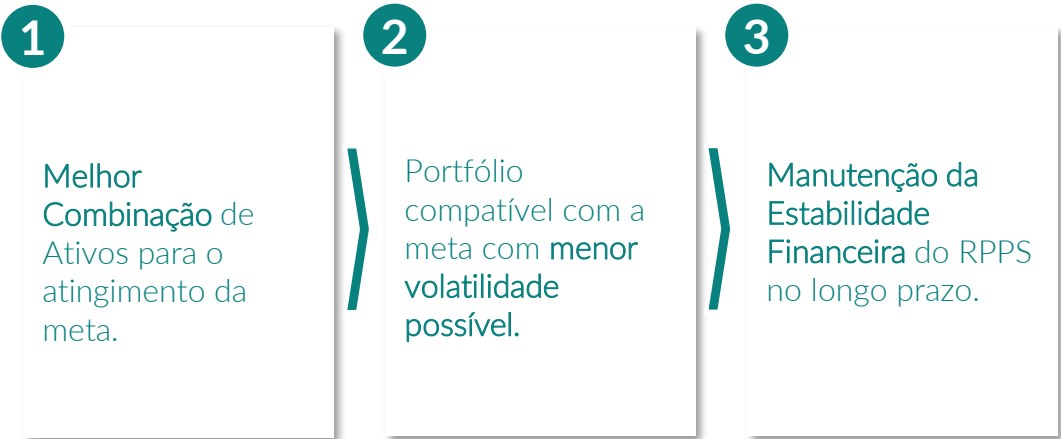 1
Melhor
Combinação de
Ativos para o
atingimento da
meta.
2
Portfólio
compatível com a
meta com menor
volatilidade
possível.
3
Manutenção da
Estabilidade
Financeira do RPPS
no longo prazo.